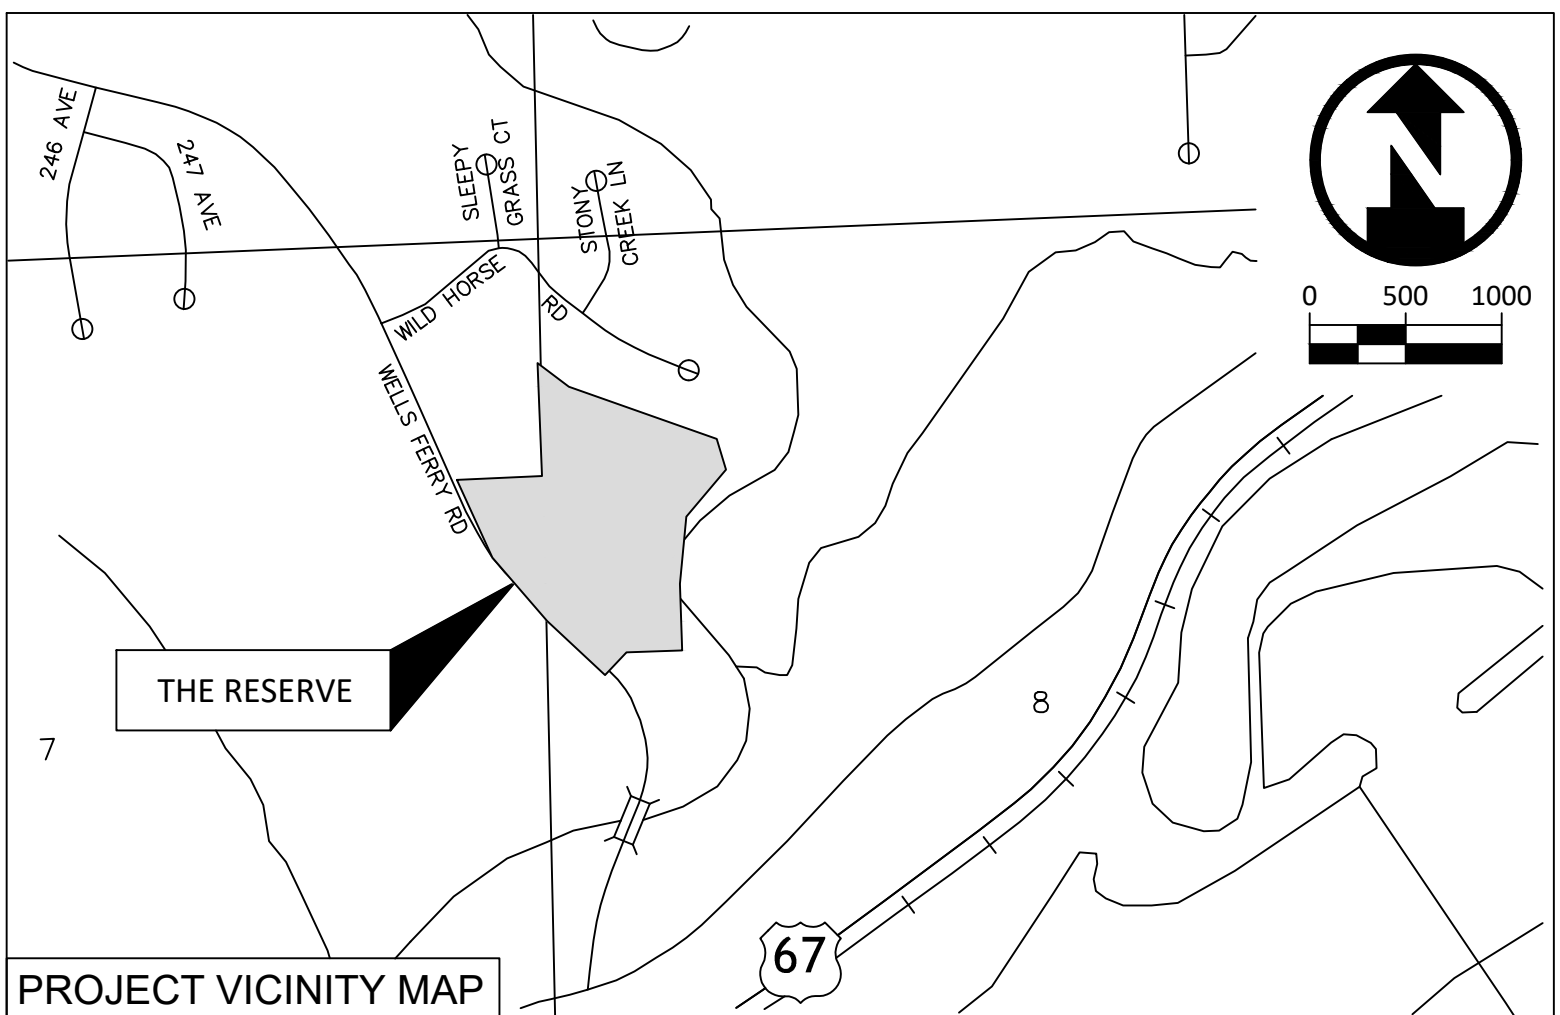 246 AVE
247 AVE
SLEEPY
GRASS CT
STONY
CREEK LN
WILD HORSE
RD
WELLS FERRY RD
N
0 500 1000
THE RESERVE
7
8
67
PROJECT VICINITY MAP